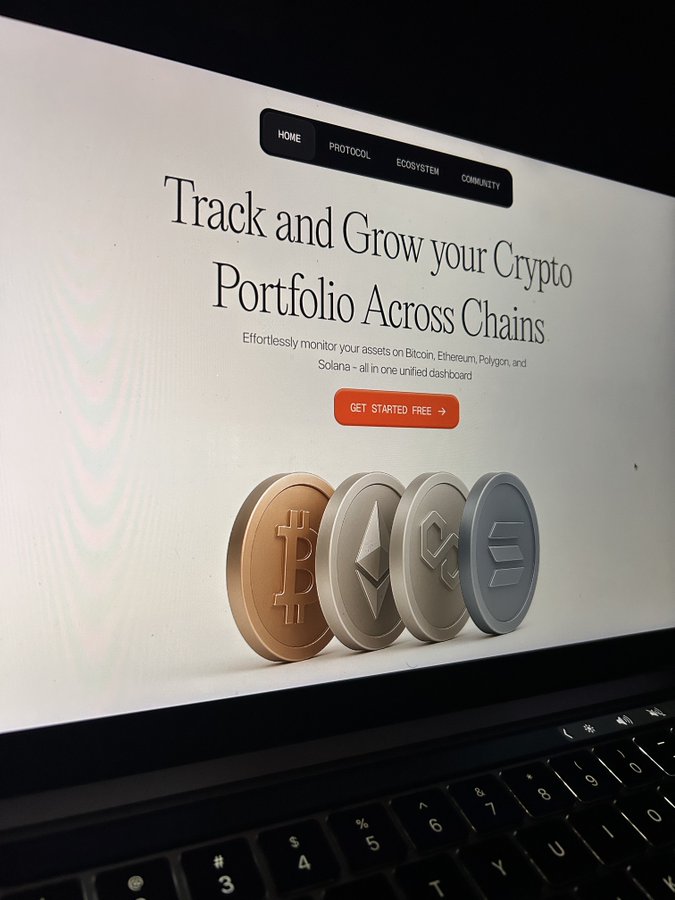 HOME
PROTOCOL
ECOSYSTEM
COMMUNITY
Track and Grow your Crypto
Portfolio Across Chains
Effortlessly monitor your assets on Bitcoin, Ethereum, Polygon, and
Solana - all in one unified dashboard
GET STARTED FREE →
# $ % ^ & * ( )
3 4 5 6 7 8 9 0
T Y U I O
K